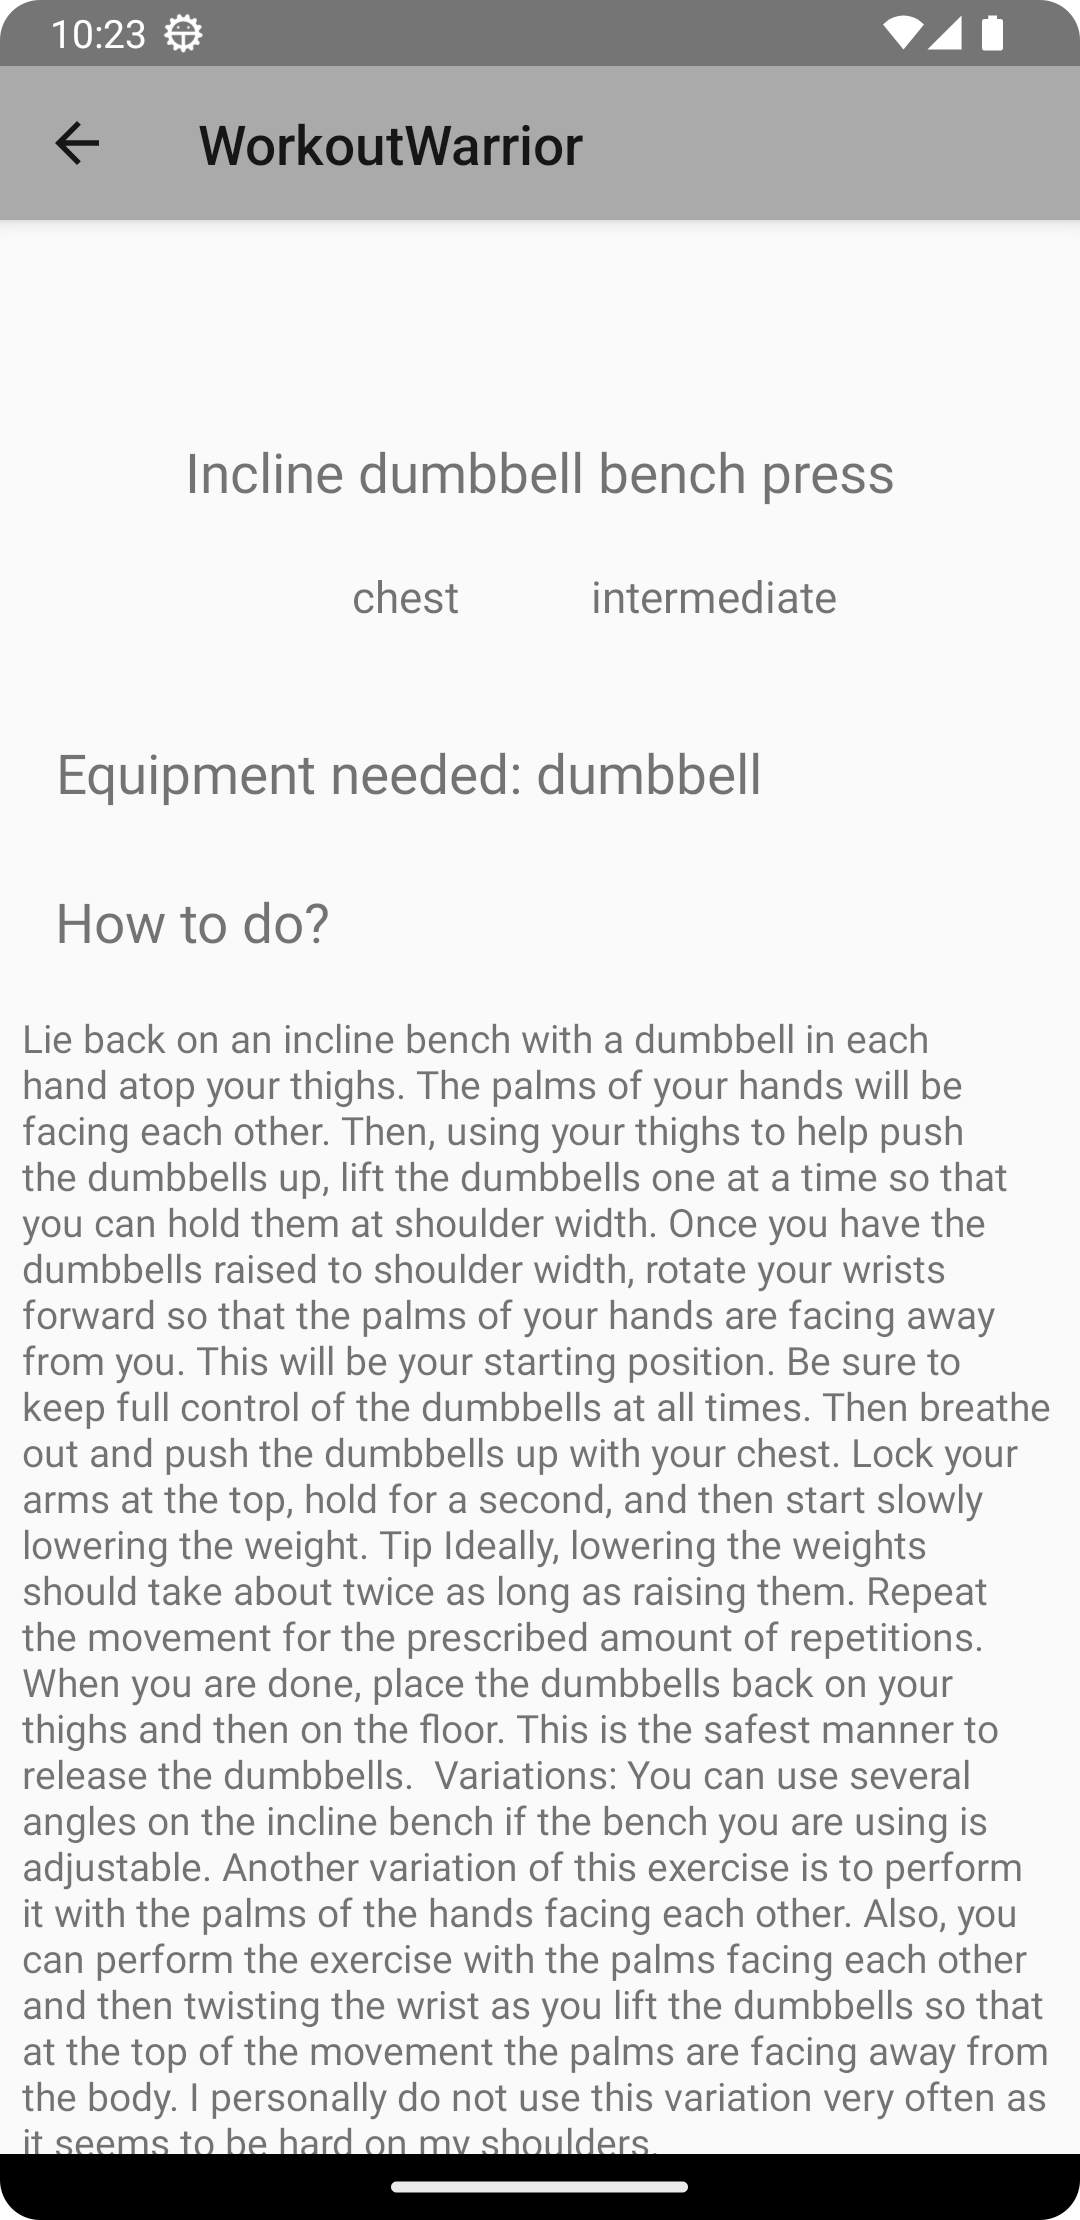 10:23
WorkoutWarrior
Incline dumbbell bench press
chest intermediate
Equipment needed: dumbbell
How to do?
Lie back on an incline bench with a dumbbell in each
hand atop your thighs. The palms of your hands will be
facing each other. Then, using your thighs to help push
the dumbbells up, lift the dumbbells one at a time so that
you can hold them at shoulder width. Once you have the
dumbbells raised to shoulder width, rotate your wrists
forward so that the palms of your hands are facing away
from you. This will be your starting position. Be sure to
keep full control of the dumbbells at all times. Then breathe
out and push the dumbbells up with your chest. Lock your
arms at the top, hold for a second, and then start slowly
lowering the weight. Tip Ideally, lowering the weights
should take about twice as long as raising them. Repeat
the movement for the prescribed amount of repetitions.
When you are done, place the dumbbells back on your
thighs and then on the floor. This is the safest manner to
release the dumbbells.  Variations: You can use several
angles on the incline bench if the bench you are using is
adjustable. Another variation of this exercise is to perform
it with the palms of the hands facing each other. Also, you
can perform the exercise with the palms facing each other
and then twisting the wrist as you lift the dumbbells so that
at the top of the movement the palms are facing away from
the body. I personally do not use this variation very often as
it seems to be hard on my shoulders.